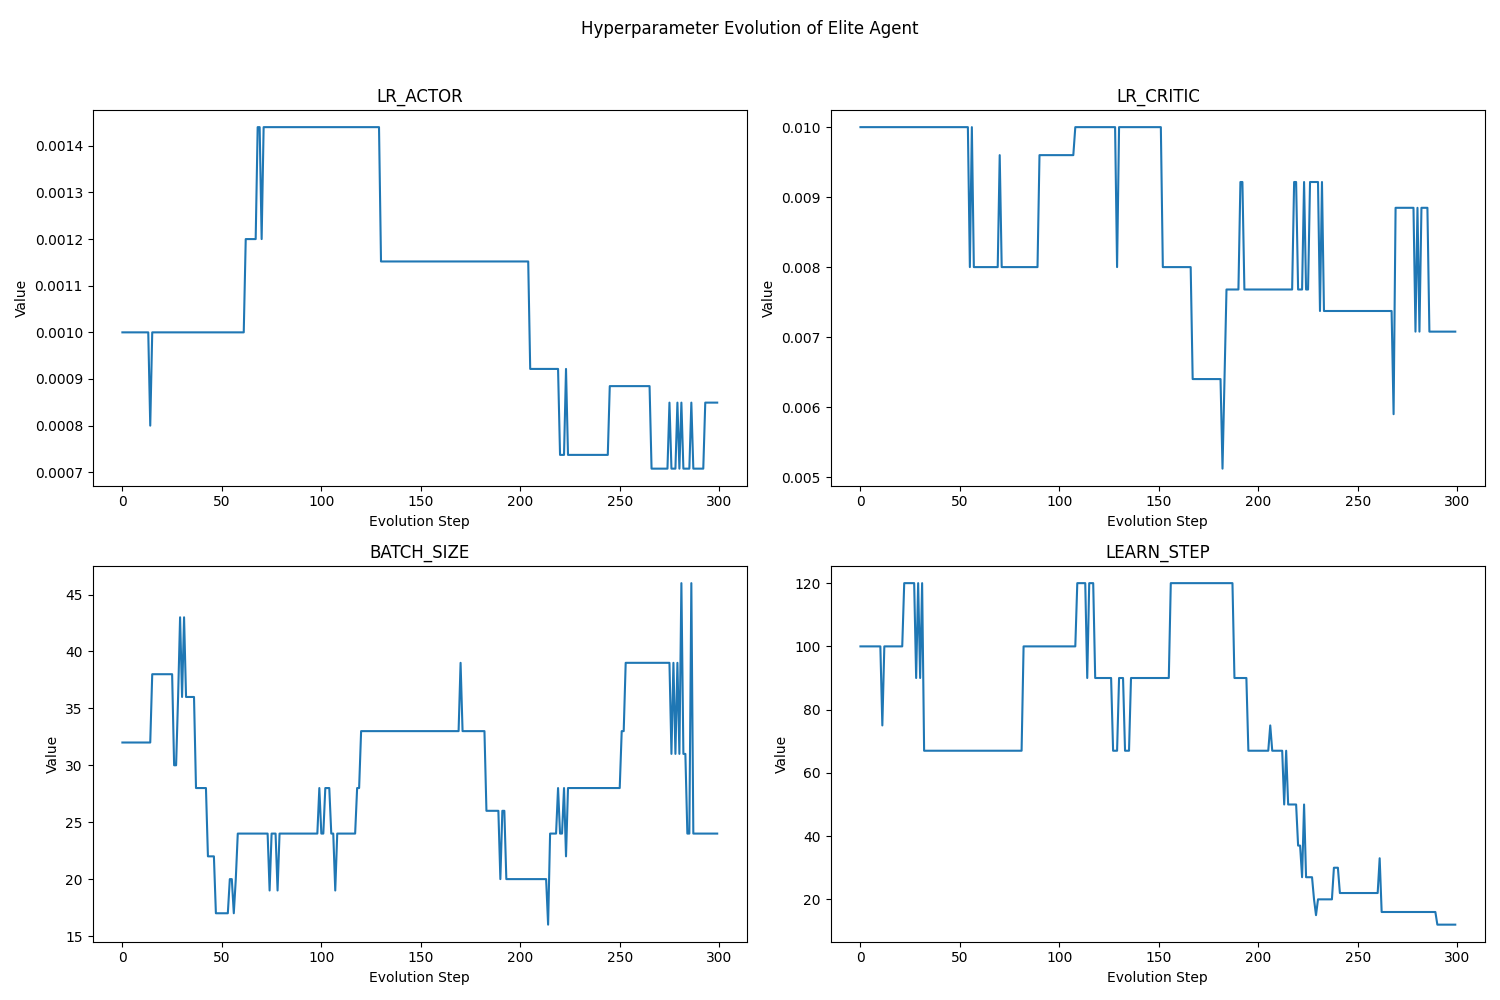 Hyperparameter Evolution of Elite Agent
LR_ACTOR
Value
0.0014
0.0013
0.0012
0.0011
0.0010
0.0009
0.0008
0.0007
0 50 100 150 200 250 300
Evolution Step
LR_CRITIC
Value
0.010
0.009
0.008
0.007
0.006
0.005
0 50 100 150 200 250 300
Evolution Step
BATCH_SIZE
Value
45
40
35
30
25
20
15
0 50 100 150 200 250 300
Evolution Step
LEARN_STEP
Value
120
100
80
60
40
20
0 50 100 150 200 250 300
Evolution Step